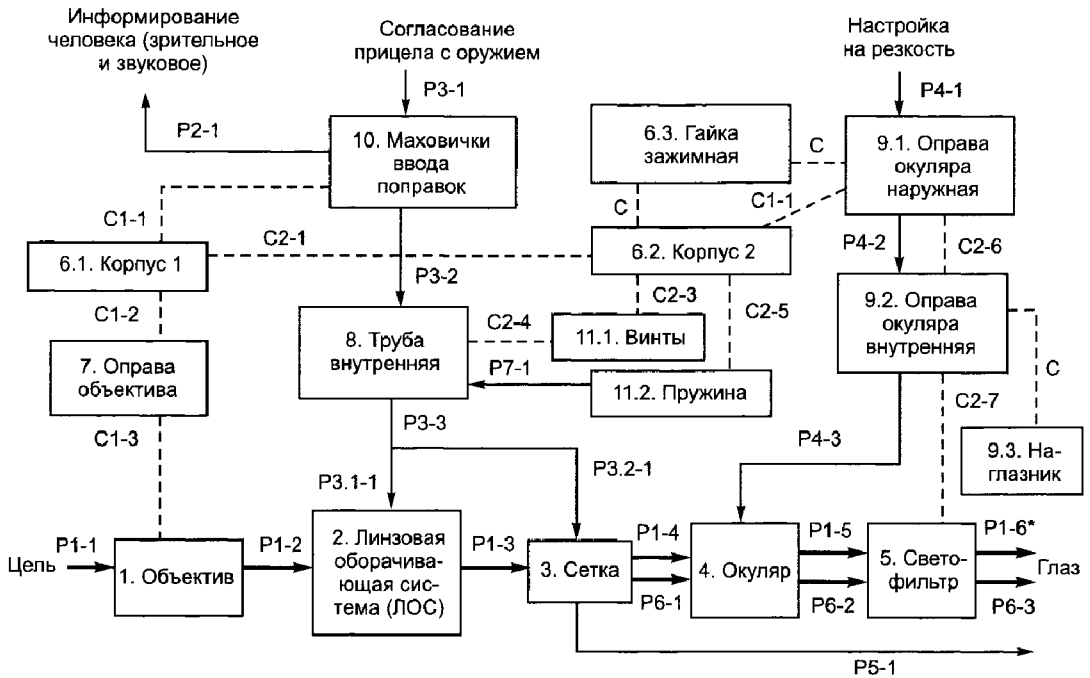 Информирование
человека (зрительное
и звуковое)
Согласование
прицела с оружием
Настройка
на резкость
P3-1
P4-1
P2-1
10. Маховички
ввода
поправок
6.3. Гайка
зажимная
C
9.1. Оправа
окуляра
наружная
C1-1
C
C1-1
C2-1
6.1. Корпус 1
6.2. Корпус 2
P4-2
C2-6
P3-2
C1-2
C2-3
C2-5
8. Труба
внутренняя
C2-4
11.1. Винты
9.2. Оправа
окуляра
внутренняя
7. Оправа
объектива
P7-1
11.2. Пружина
C
C2-7
C1-3
P3-3
P4-3
9.3. На-
глазник
P3.1-1
P3.2-1
Цель
P1-1
1. Объектив
P1-2
2. Линзовая
оборачива-
ющая сис-
тема (ЛОС)
P1-3
3. Сетка
P1-4
P6-1
4. Окуляр
P1-5
P6-2
5. Свето-
фильтр
P1-6*
Глаз
P6-3
P5-1